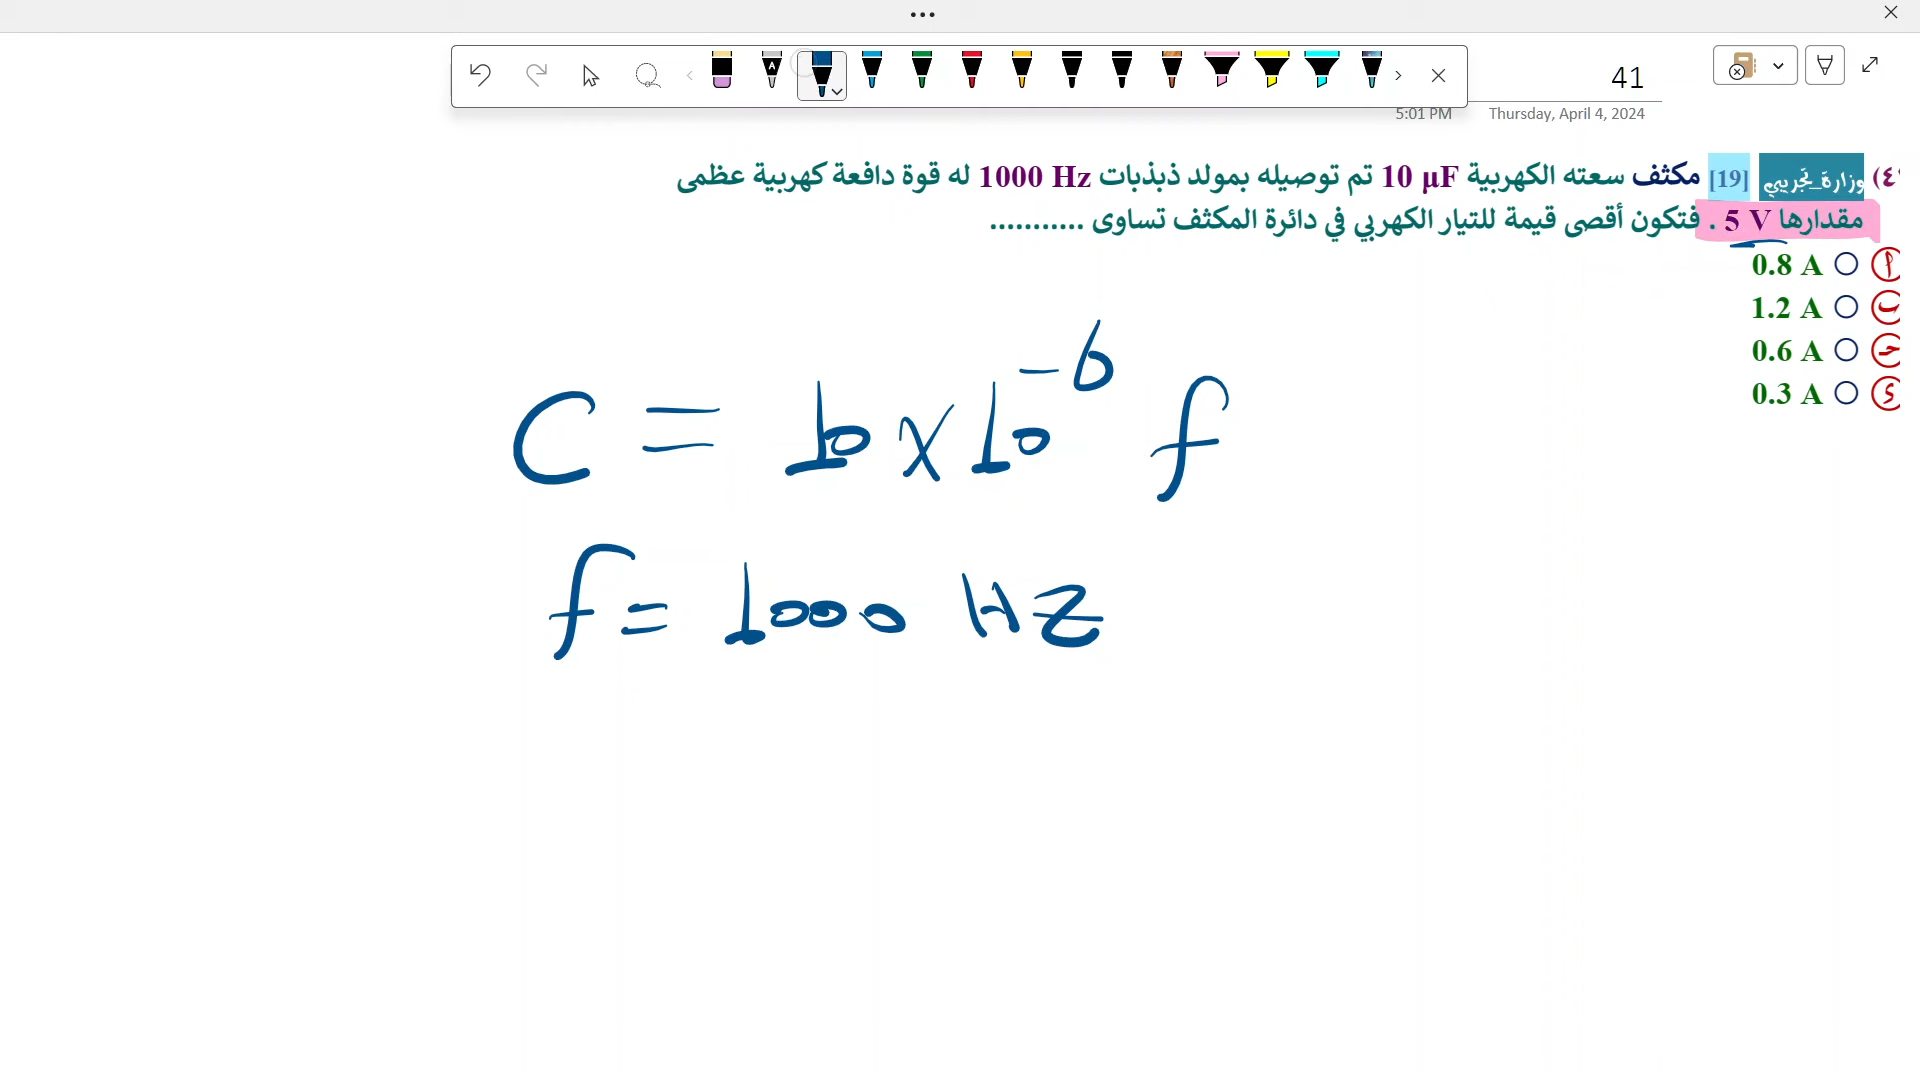 41
5:01 PM Thursday, April 4, 2024
٤) وزارة_تجريبي [19] مكثف سعته الكهربية 10 µF تم توصيله بمولد ذبذبات 1000 Hz له قوة دافعة كهربية عظمى
مقدارها 5 V . فتكون أقصى قيمة للتيار الكهربي في دائرة المكثف تساوى ...........
أ 0.8 A
ب 1.2 A
جـ 0.6 A
د 0.3 A
C = 10 x 10^-6 f
f = 1000 Hz